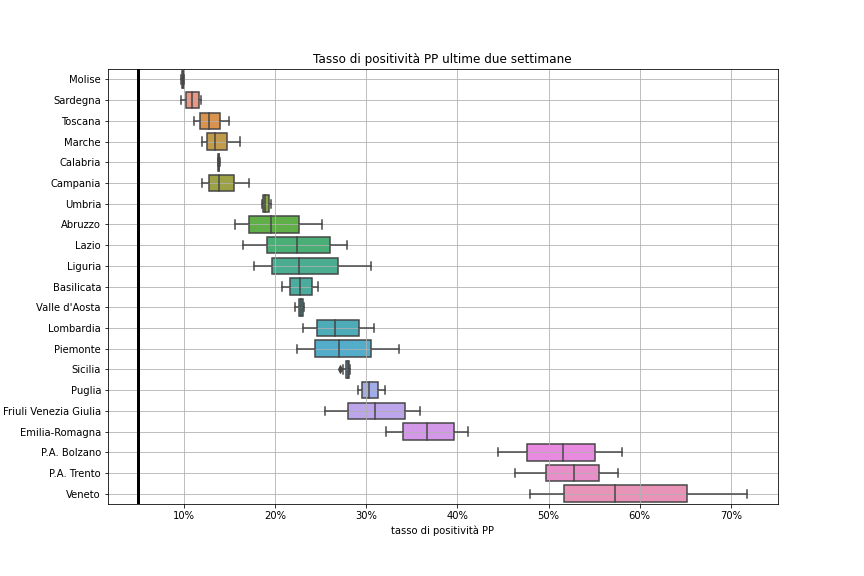 Tasso di positività PP ultime due settimane
Molise
Sardegna
Toscana
Marche
Calabria
Campania
Umbria
Abruzzo
Lazio
Liguria
Basilicata
Valle d'Aosta
Lombardia
Piemonte
Sicilia
Puglia
Friuli Venezia Giulia
Emilia-Romagna
P.A. Bolzano
P.A. Trento
Veneto
10% 20% 30% 40% 50% 60% 70%
tasso di positività PP